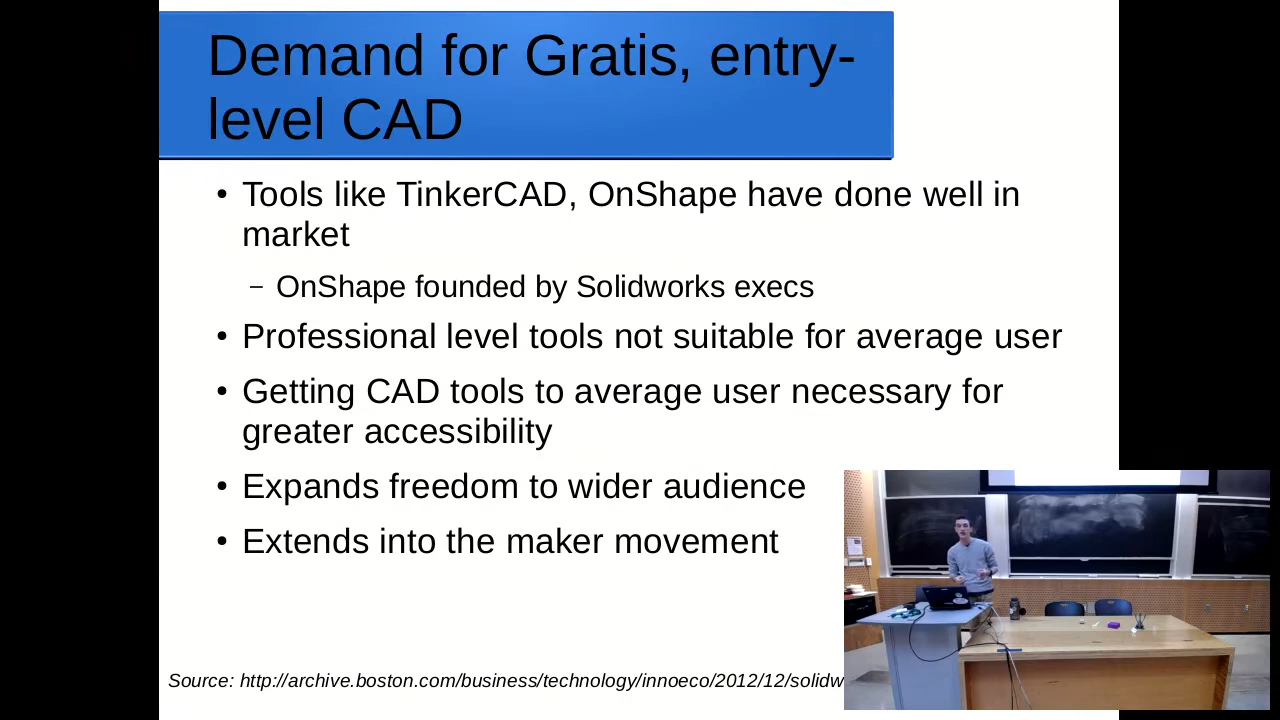 Demand for Gratis, entry-
level CAD
• Tools like TinkerCAD, OnShape have done well in
market
– OnShape founded by Solidworks execs
• Professional level tools not suitable for average user
• Getting CAD tools to average user necessary for
greater accessibility
• Expands freedom to wider audience
• Extends into the maker movement
Source: http://archive.boston.com/business/technology/innoeco/2012/12/solidw